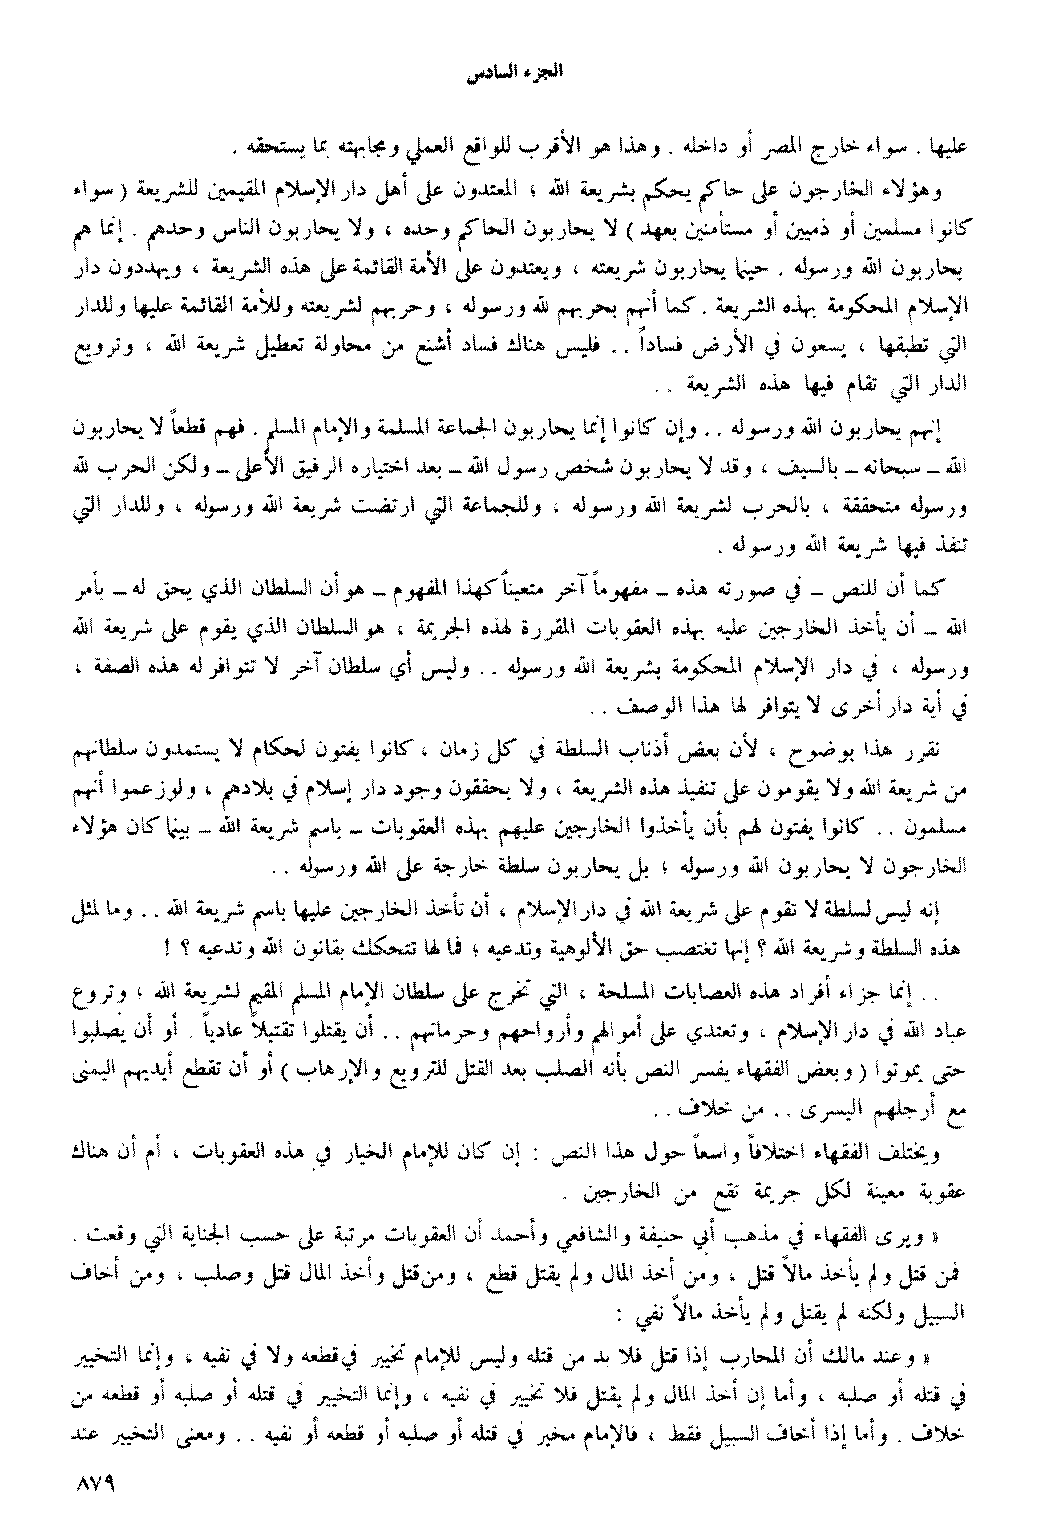 الجزء السادس
عليها . سواء خارج المصر أو داخله . وهذا هو الأقرب للواقع العملي ومجابهته بما يستحقه .
وهؤلاء الخارجون على حاكم يحكم بشريعة الله ؛ المعتدون على أهل دار الإسلام المقيمين للشريعة ( سواء
كانوا مسلمين أو ذميين أو مستأمنين بعهد ) لا يحاربون الحاكم وحده ، ولا يحاربون الناس وحدهم . إنما هم
يحاربون الله ورسوله . حينما يحاربون شريعته ، ويعتدون على الأمة القائمة على هذه الشريعة ، ويهددون دار
الإسلام المحكومة بهذه الشريعة . كما أنهم بحربهم لله ورسوله ، وحربهم لشريعته وللأمة القائمة عليها وللدار
التي تطبقها ، يسعون في الأرض فساداً .. فليس هناك فساد أشنع من محاولة تعطيل شريعة الله ، وترويع
الدار التي تقام فيها هذه الشريعة ..
إنهم يحاربون الله ورسوله .. وإن كانوا إنما يحاربون الجماعة المسلمة والإمام المسلم . فهم قطعاً لا يحاربون
الله – سبحانه – بالسيف ، وقد لا يحاربون شخص رسول الله – بعد اختياره الرفيق الأعلى – ولكن الحرب لله
ورسوله متحققة ، بالحرب لشريعة الله ورسوله ، وللجماعة التي ارتضت شريعة الله ورسوله ، وللدار التي
تنفذ فيها شريعة الله ورسوله .
كما أن للنص – في صورته هذه – مفهوماً آخر متعيناً كهذا المفهوم – هو أن السلطان الذي يحق له – بأمر
الله – أن يأخذ الخارجين عليه بهذه العقوبات المقررة لهذه الجريمة ، هو السلطان الذي يقوم على شريعة الله
ورسوله ، في دار الإسلام المحكومة بشريعة الله ورسوله .. وليس أي سلطان آخر لا تتوافر له هذه الصفة ،
في أية دار أخرى لا يتوافر لها هذا الوصف ..
نقرر هذا بوضوح ، لأن بعض أذناب السلطة في كل زمان ، كانوا يفتون لحكام لا يستمدون سلطانهم
من شريعة الله ولا يقومون على تنفيذ هذه الشريعة ، ولا يحققون وجود دار إسلام في بلادهم ، ولو زعموا أنهم
مسلمون .. كانوا يفتون لهم بأن يأخذوا الخارجين عليهم بهذه العقوبات – باسم شريعة الله – بينما كان هؤلاء
الخارجون لا يحاربون الله ورسوله ؛ بل يحاربون سلطة خارجة على الله ورسوله ..
إنه ليس لسلطة لا تقوم على شريعة الله في دار الإسلام ، أن تأخذ الخارجين عليها باسم شريعة الله .. وما لمثل
هذه السلطة وشريعة الله ؟ إنها تغتصب حق الألوهية وتدعيه ؛ فما لها تتحكك بقانون الله وتدعيه ؟ !
.. إنما جزاء أفراد هذه العصابات المسلحة ، التي تخرج على سلطان الإمام المسلم المقيم لشريعة الله ؛ وتروع
عباد الله في دار الإسلام ، وتعتدي على أموالهم وأرواحهم وحرماتهم .. أن يقتلوا تقتيلاً عادياً . أو أن يصلبوا
حتى يموتوا ( وبعض الفقهاء يفسر النص بأنه الصلب بعد القتل للترويع والإرهاب ) أو أن تقطع أيديهم اليمنى
مع أرجلهم اليسرى .. من خلاف ..
ويختلف الفقهاء اختلافاً واسعاً حول هذا النص : إن كان للإمام الخيار في هذه العقوبات ، أم أن هناك
عقوبة معينة لكل جريمة تقع من الخارجين .
« ويرى الفقهاء في مذهب أبي حنيفة والشافعي وأحمد أن العقوبات مرتبة على حسب الجناية التي وقعت .
فمن قتل ولم يأخذ مالاً قتل ، ومن أخذ المال ولم يقتل قطع ، ومن قتل وأخذ المال قتل وصلب ، ومن أخاف
السبيل ولكنه لم يقتل ولم يأخذ مالاً نفي :
« وعند مالك أن المحارب إذا قتل فلا بد من قتله وليس للإمام تخيير في قطعه ولا في نفيه ، وإنما التخيير
في قتله أو صلبه ، وأما إن أخذ المال ولم يقتل فلا تخيير في نفيه ، وإنما التخيير في قتله أو صلبه أو قطعه من
خلاف . وأما إذا أخاف السبيل فقط ، فالإمام مخير في قتله أو صلبه أو قطعه أو نفيه .. ومعنى التخيير عند
٨٧٩